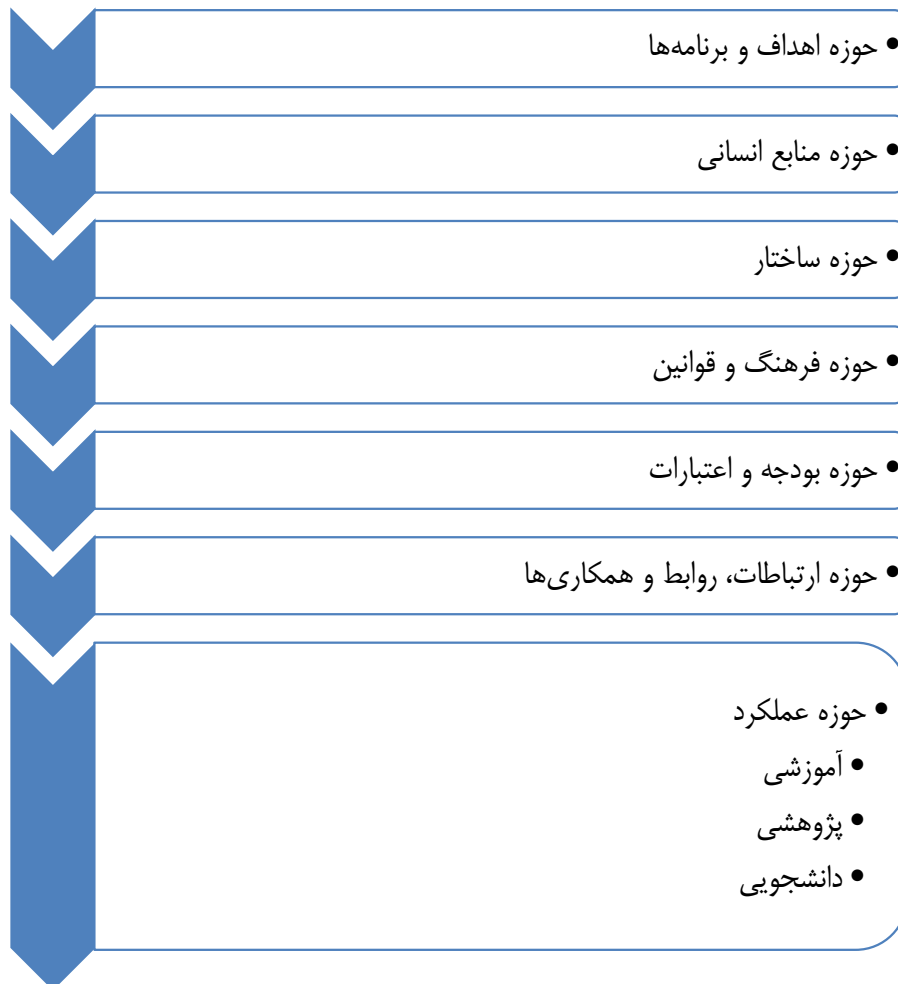 • حوزه اهداف و برنامه‌ها
• حوزه منابع انسانی
• حوزه ساختار
• حوزه فرهنگ و قوانین
• حوزه بودجه و اعتبارات
• حوزه ارتباطات، روابط و همکاری‌ها
• حوزه عملکرد
• آموزشی
• پژوهشی
• دانشجویی